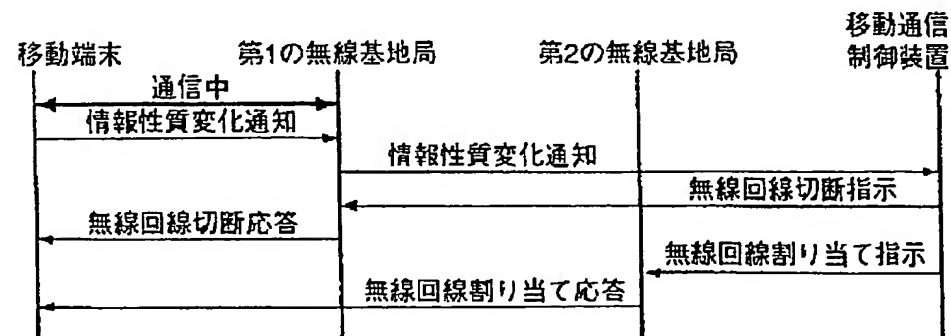 移動端末
第1の無線基地局
第2の無線基地局
移動通信
制御装置
通信中
情報性質変化通知
情報性質変化通知
無線回線切断指示
無線回線切断応答
無線回線割り当て指示
無線回線割り当て応答